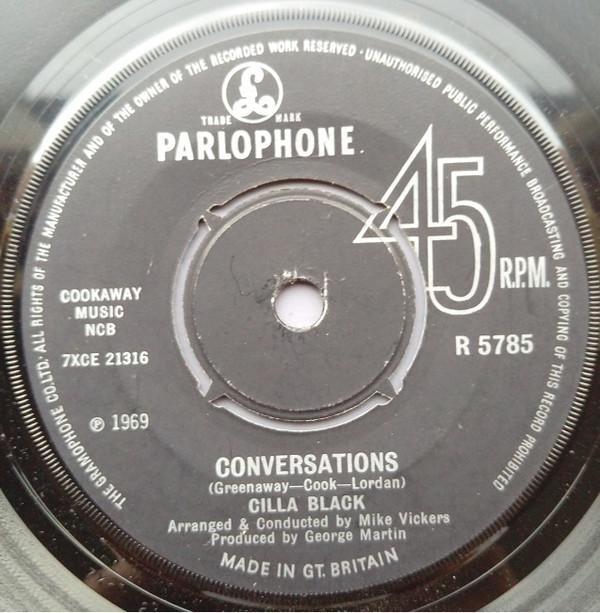 THE GRAMOPHONE CO.LTD. ALL RIGHTS OF THE MANUFACTURER AND OF THE OWNER OF THE RECORDED WORK RESERVED · UNAUTHORISED PUBLIC PERFORMANCE BROADCASTING AND COPYING OF THIS RECORD PROHIBITED
£
TRADE MARK
PARLOPHONE
45
R.P.M.
COOKAWAY
MUSIC
NCB
7XCE 21316
R 5785
℗ 1969
CONVERSATIONS
(Greenaway—Cook—Lordan)
CILLA BLACK
Arranged & Conducted by Mike Vickers
Produced by George Martin
MADE IN GT. BRITAIN